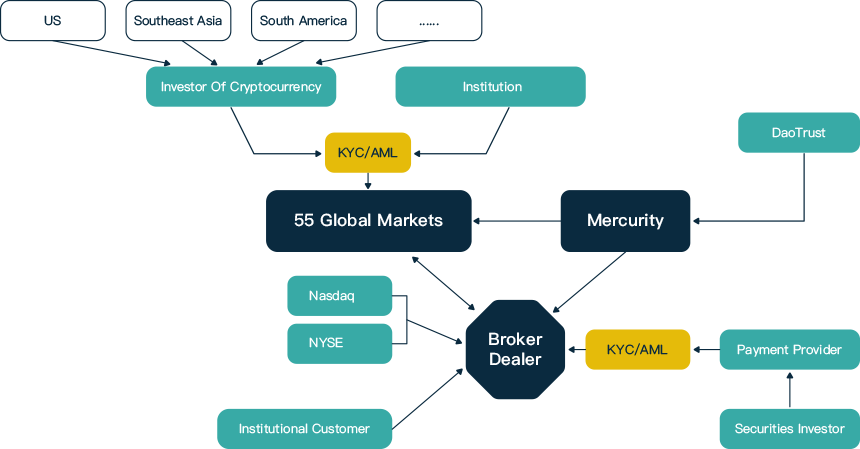 US
Southeast Asia
South America
......
Investor Of Cryptocurrency
Institution
DaoTrust
KYC/AML
55 Global Markets
Mercurity
Nasdaq
NYSE
Broker
Dealer
KYC/AML
Payment Provider
Institutional Customer
Securities Investor